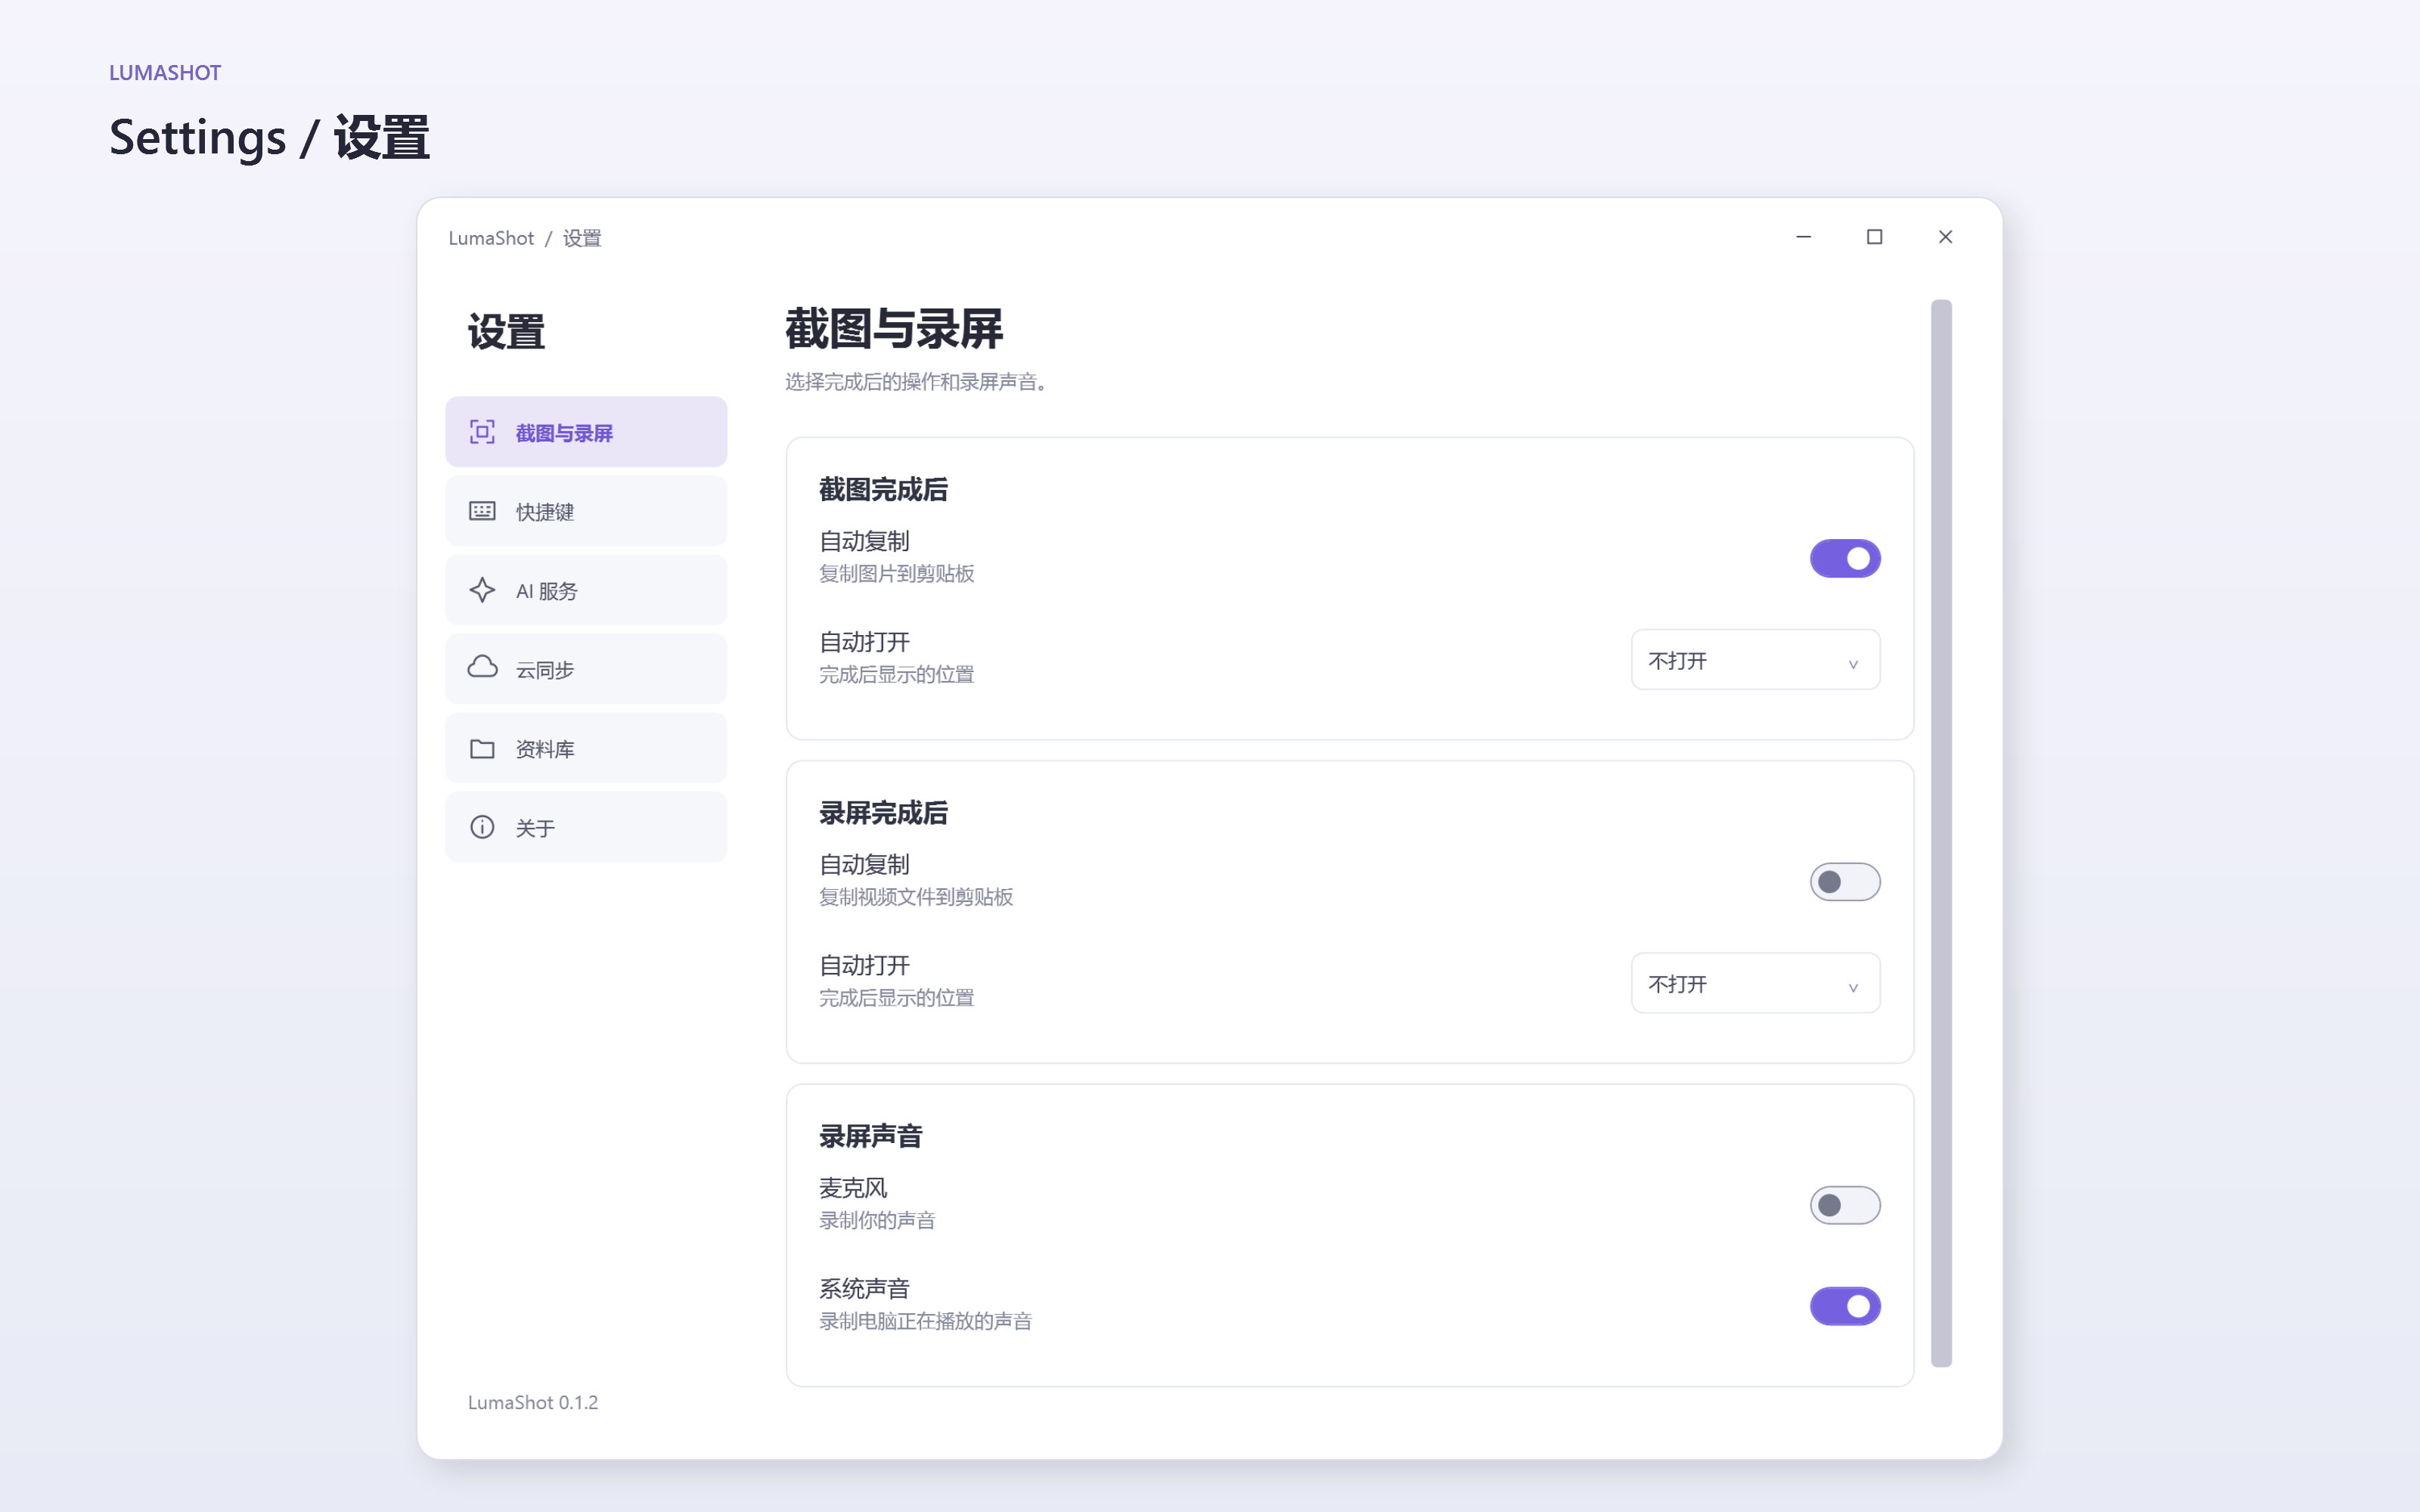 LUMASHOT
Settings / 设置
LumaShot / 设置
设置
截图与录屏
快捷键
AI 服务
云同步
资料库
关于
LumaShot 0.1.2
截图与录屏
选择完成后的操作和录屏声音。
截图完成后
自动复制
复制图片到剪贴板
自动打开
完成后显示的位置
不打开
录屏完成后
自动复制
复制视频文件到剪贴板
自动打开
完成后显示的位置
不打开
录屏声音
麦克风
录制你的声音
系统声音
录制电脑正在播放的声音